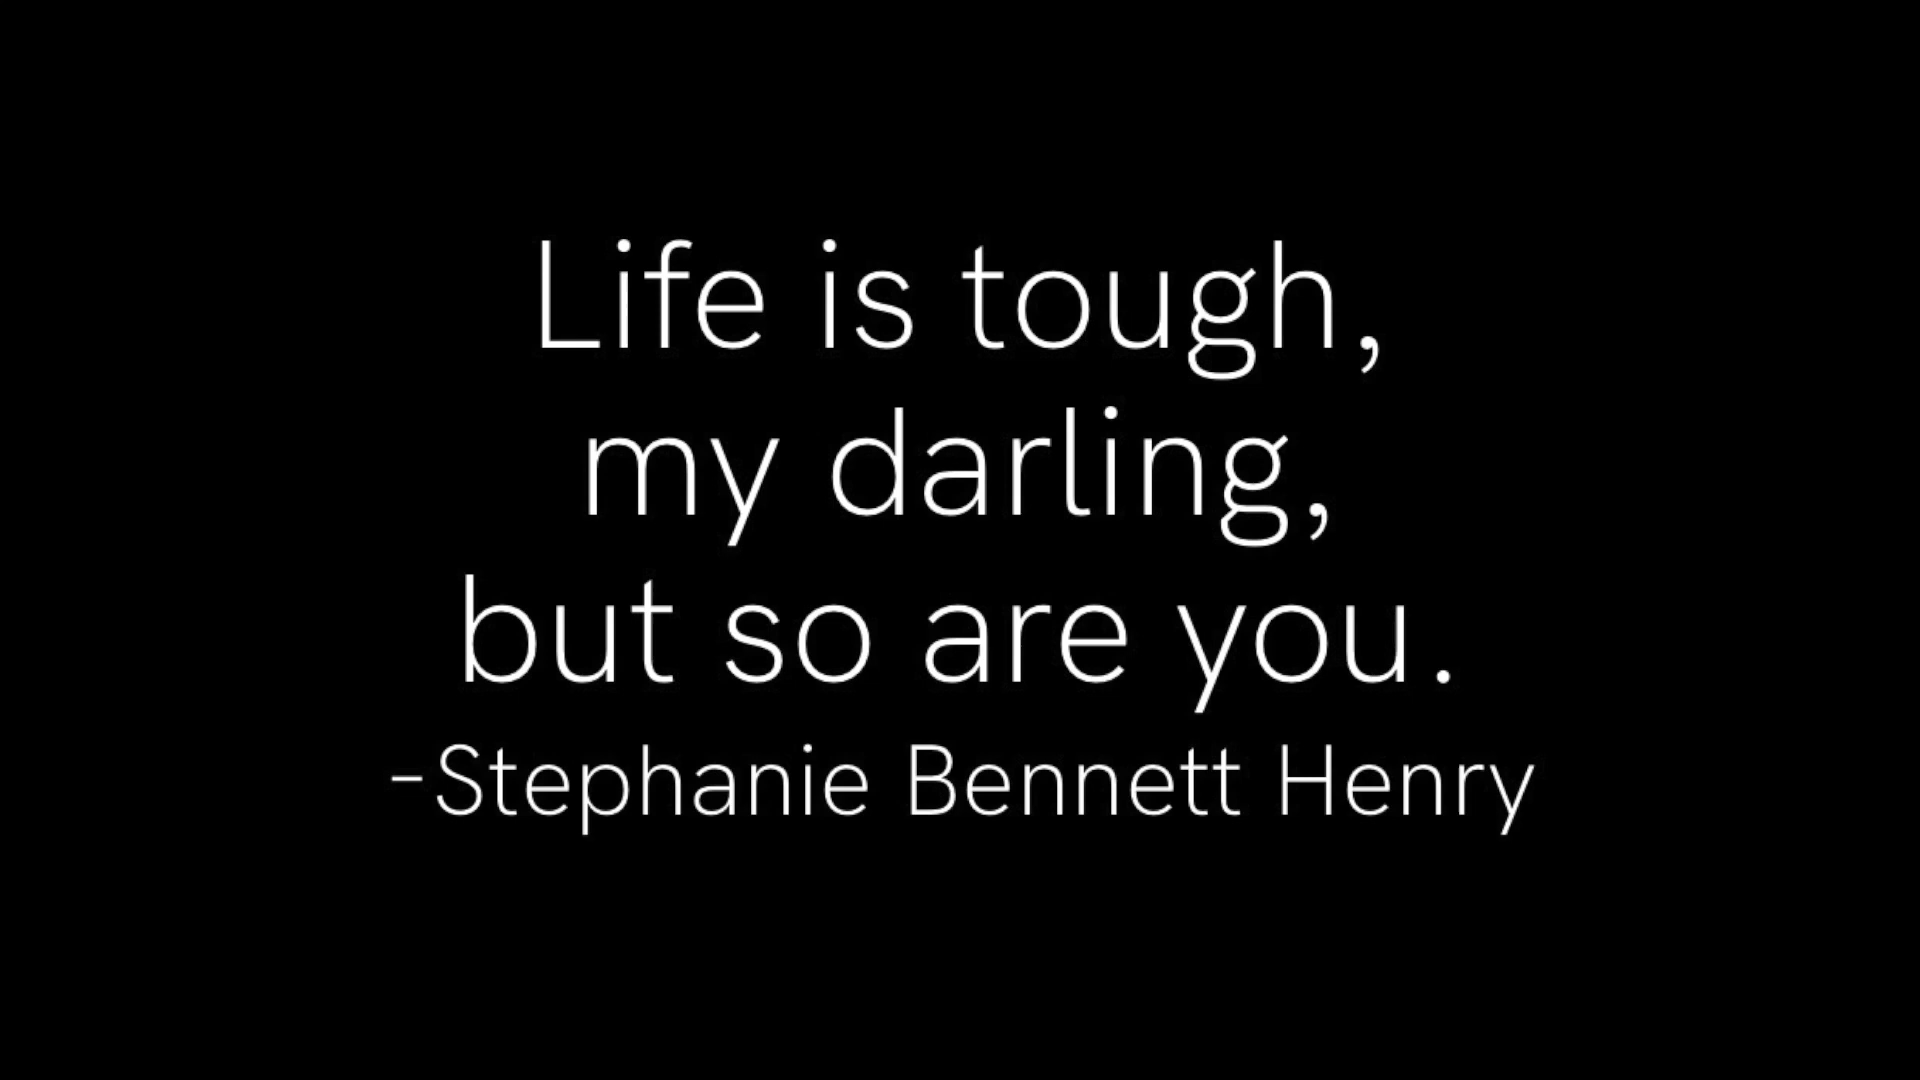 Life is tough,
my darling,
but so are you.
-Stephanie Bennett Henry